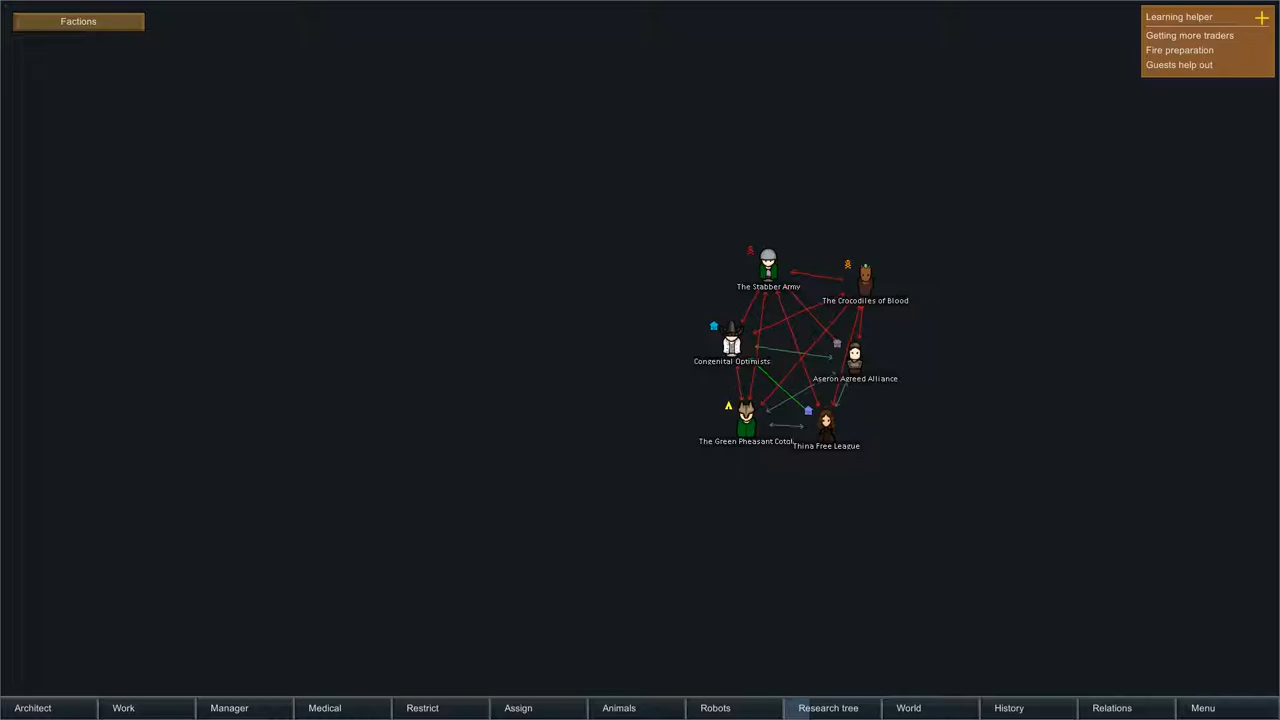 Factions
Learning helper
Getting more traders
Fire preparation
Guests help out
The Stabber Army
The Crocodiles of Blood
Congenital Optimists
Aseron Agreed Alliance
The Green Pheasant
Thina Free League
Architect
Work
Manager
Medical
Restrict
Assign
Animals
Robots
Research tree
World
History
Relations
Menu